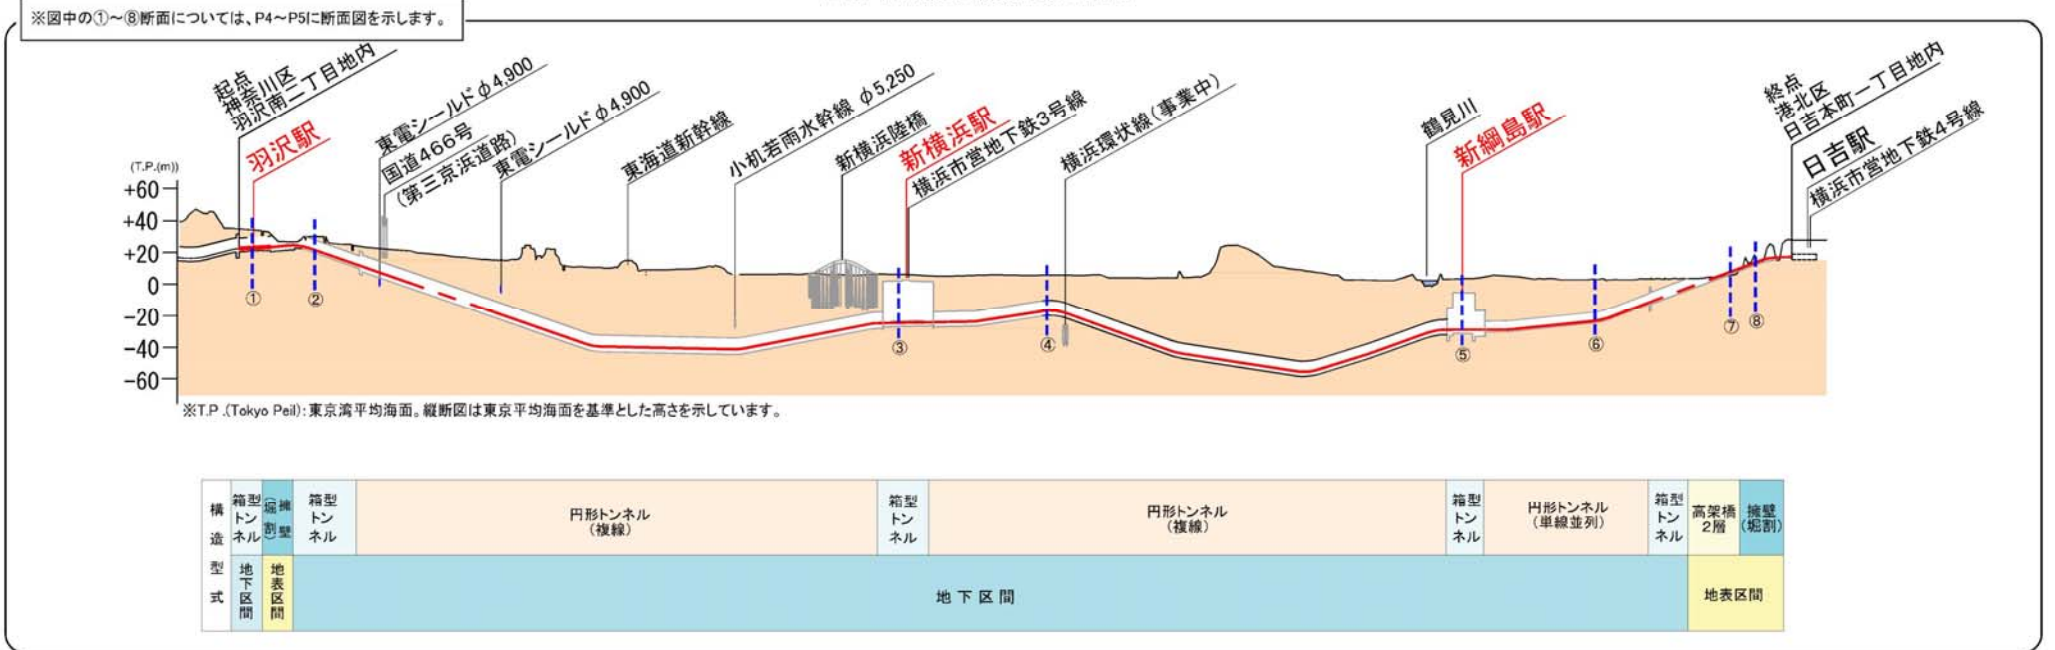 ※図中の①～⑧断面については、P4～P5に断面図を示します。
起点
神奈川区
羽沢南二丁目地内
羽沢駅
東電シールドφ4,900
国道466号
(第三京浜道路)
東電シールドφ4,900
東海道新幹線
小机若雨水幹線 φ5,250
新横浜陸橋
新横浜駅
横浜市営地下鉄3号線
横浜環状線(事業中)
鶴見川
新綱島駅
終点
港北区
日吉本町一丁目地内
日吉駅
横浜市営地下鉄4号線
(T.P.(m))
+60
+40
+20
0
−20
−40
−60
①
②
③
④
⑤
⑥
⑦
⑧
※T.P.(Tokyo Peil):東京湾平均海面。縦断図は東京平均海面を基準とした高さを示しています。
構造型式
箱型
トン
ネル
擁壁
(堀割)
箱型
トン
ネル
円形トンネル
(複線)
箱型
トン
ネル
円形トンネル
(複線)
箱型
トン
ネル
円形トンネル
(単線並列)
箱型
トン
ネル
高架橋
2層
擁壁
(堀割)
地下区間
地表区間
地下区間
地表区間